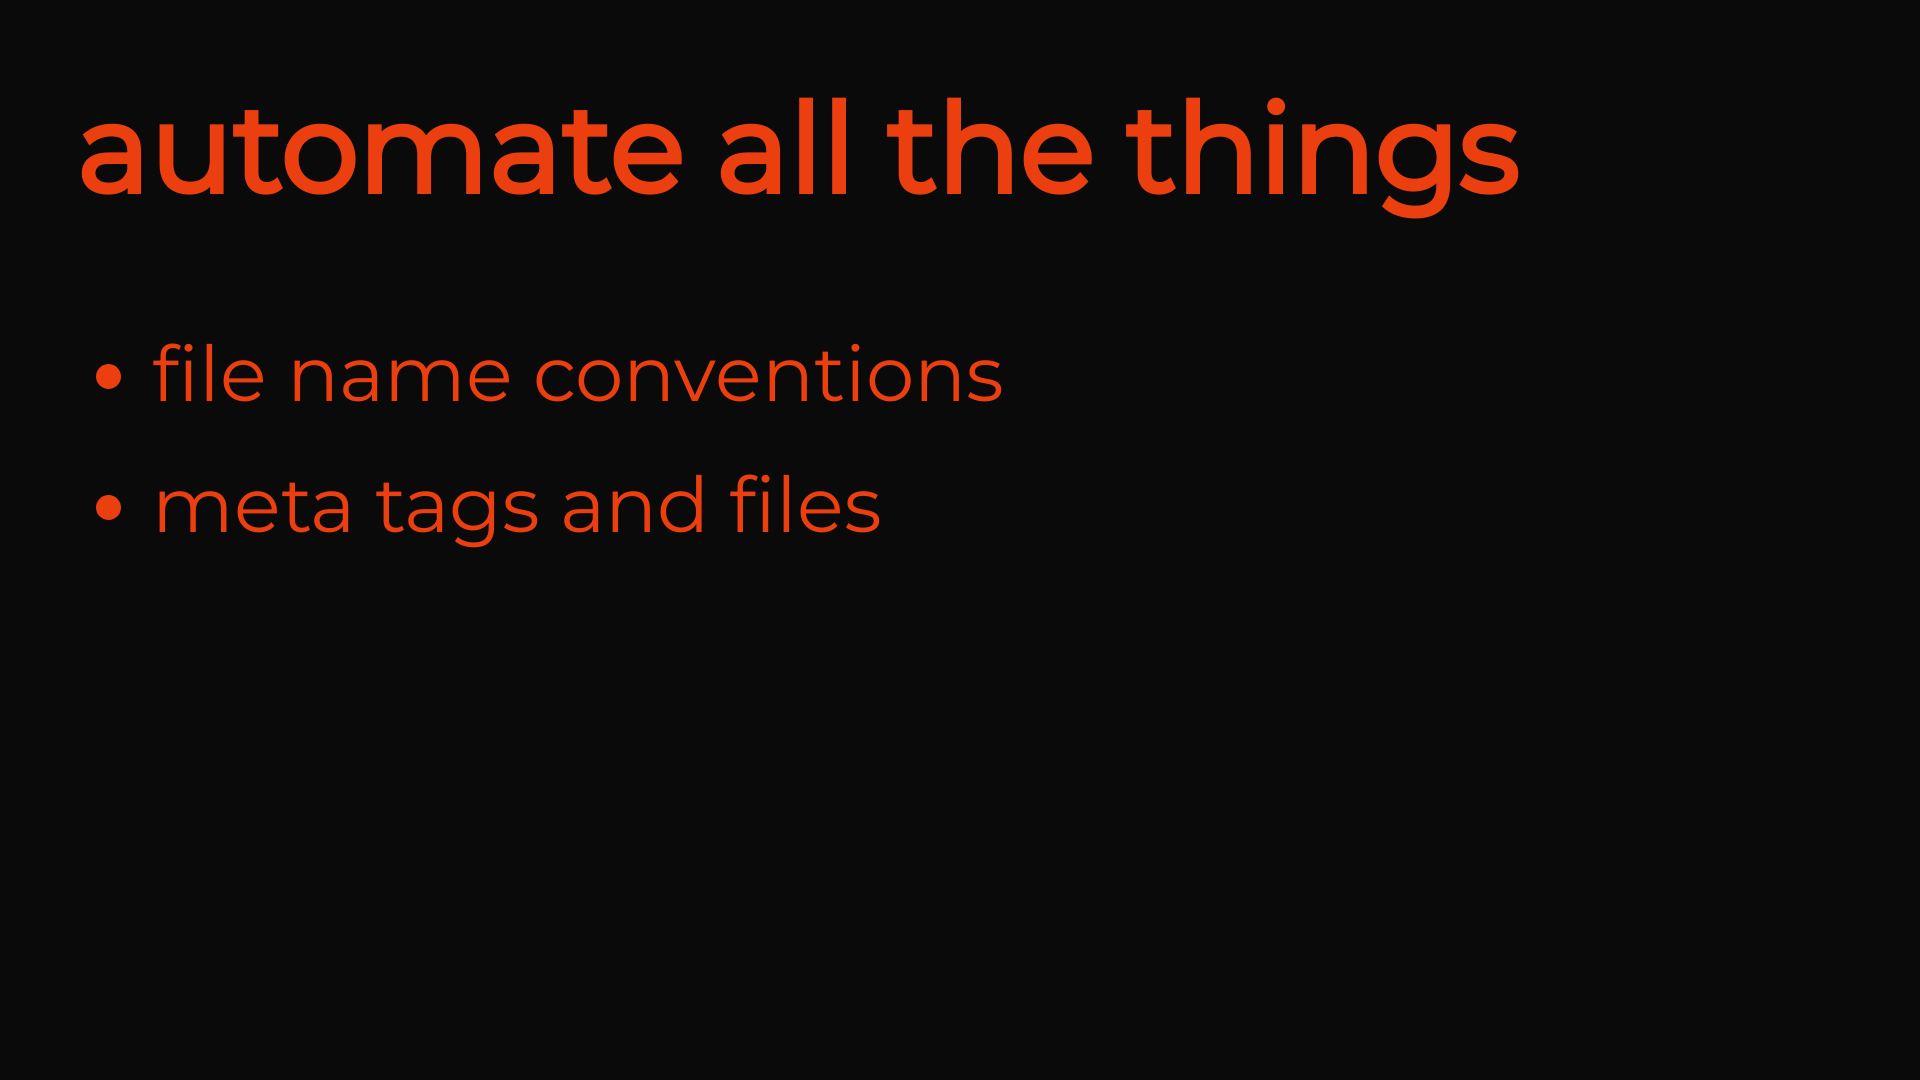 automate all the things
• file name conventions
• meta tags and files